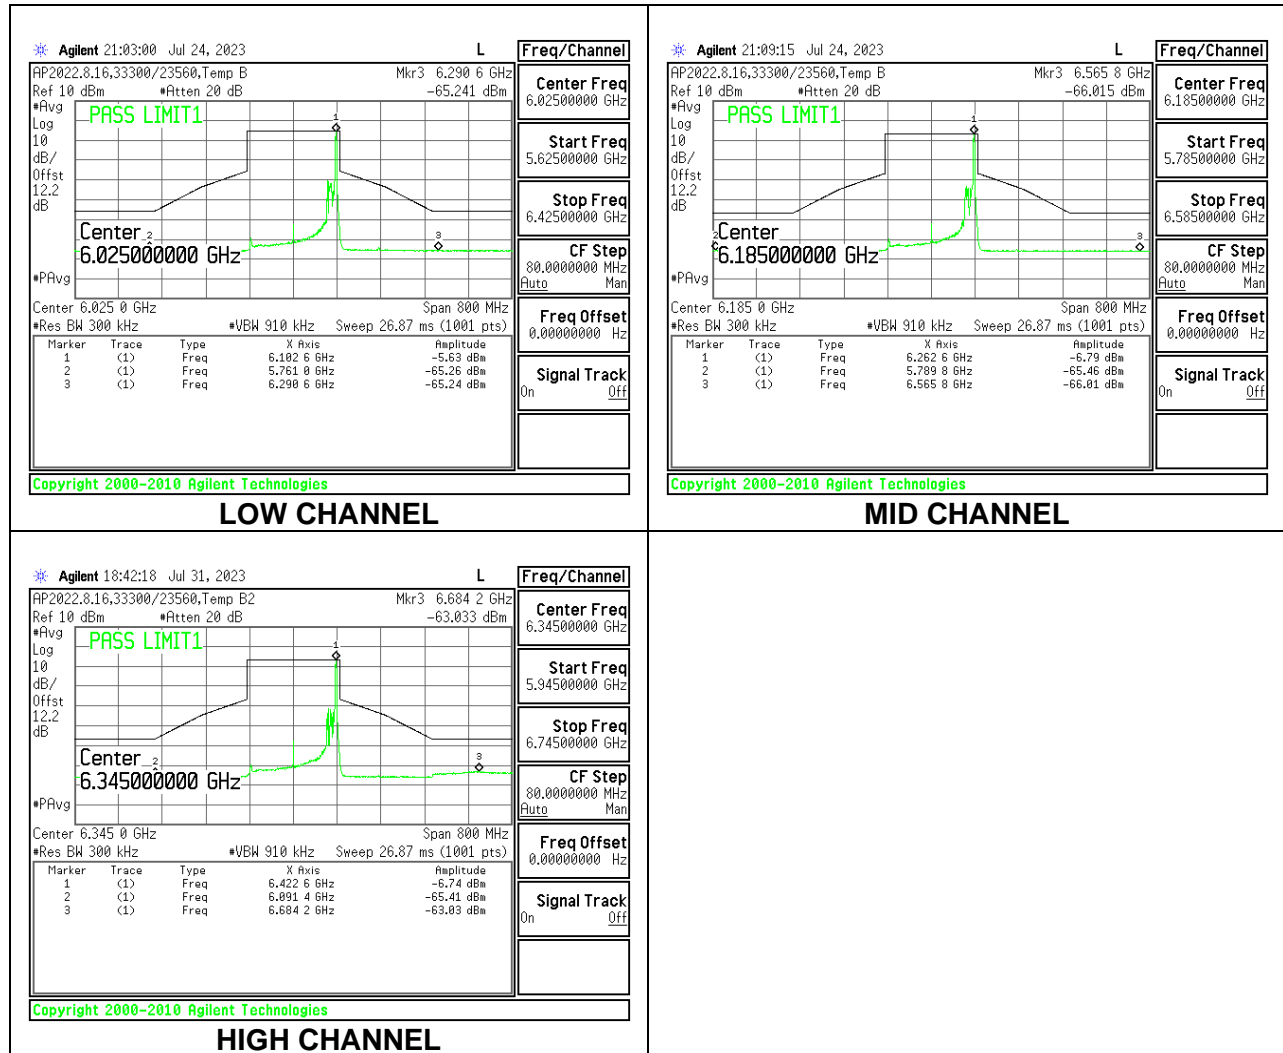 Agilent 21:03:00 Jul 24, 2023 L
Freq/Channel
AP2022.8.16,33300/23560,Temp B Mkr3 6.290 6 GHz
Ref 10 dBm #Atten 20 dB -65.241 dBm
#Avg
Log
10
dB/
Offst
12.2
dB
#PAvg
PASS LIMIT1
1
2
3
Center
6.025000000 GHz
Center 6.025 0 GHz Span 800 MHz
#Res BW 300 kHz #VBW 910 kHz Sweep 26.87 ms (1001 pts)
Marker Trace Type X Axis Amplitude
1 (1) Freq 6.102 6 GHz -5.63 dBm
2 (1) Freq 5.761 0 GHz -65.26 dBm
3 (1) Freq 6.290 6 GHz -65.24 dBm
Center Freq
6.02500000 GHz
Start Freq
5.62500000 GHz
Stop Freq
6.42500000 GHz
CF Step
80.0000000 MHz
Auto Man
Freq Offset
0.00000000 Hz
Signal Track
On Off
Copyright 2000-2010 Agilent Technologies
LOW CHANNEL
Agilent 21:09:15 Jul 24, 2023 L
Freq/Channel
AP2022.8.16,33300/23560,Temp B Mkr3 6.565 8 GHz
Ref 10 dBm #Atten 20 dB -66.015 dBm
#Avg
Log
10
dB/
Offst
12.2
dB
#PAvg
PASS LIMIT1
1
2
3
Center
6.185000000 GHz
Center 6.185 0 GHz Span 800 MHz
#Res BW 300 kHz #VBW 910 kHz Sweep 26.87 ms (1001 pts)
Marker Trace Type X Axis Amplitude
1 (1) Freq 6.262 6 GHz -6.79 dBm
2 (1) Freq 5.789 8 GHz -65.46 dBm
3 (1) Freq 6.565 8 GHz -66.01 dBm
Center Freq
6.18500000 GHz
Start Freq
5.78500000 GHz
Stop Freq
6.58500000 GHz
CF Step
80.0000000 MHz
Auto Man
Freq Offset
0.00000000 Hz
Signal Track
On Off
Copyright 2000-2010 Agilent Technologies
MID CHANNEL
Agilent 18:42:18 Jul 31, 2023 L
Freq/Channel
AP2022.8.16,33300/23560,Temp B2 Mkr3 6.684 2 GHz
Ref 10 dBm #Atten 20 dB -63.033 dBm
#Avg
Log
10
dB/
Offst
12.2
dB
#PAvg
PASS LIMIT1
1
2
3
Center
6.345000000 GHz
Center 6.345 0 GHz Span 800 MHz
#Res BW 300 kHz #VBW 910 kHz Sweep 26.87 ms (1001 pts)
Marker Trace Type X Axis Amplitude
1 (1) Freq 6.422 6 GHz -6.74 dBm
2 (1) Freq 6.091 4 GHz -65.41 dBm
3 (1) Freq 6.684 2 GHz -63.03 dBm
Center Freq
6.34500000 GHz
Start Freq
5.94500000 GHz
Stop Freq
6.74500000 GHz
CF Step
80.0000000 MHz
Auto Man
Freq Offset
0.00000000 Hz
Signal Track
On Off
Copyright 2000-2010 Agilent Technologies
HIGH CHANNEL